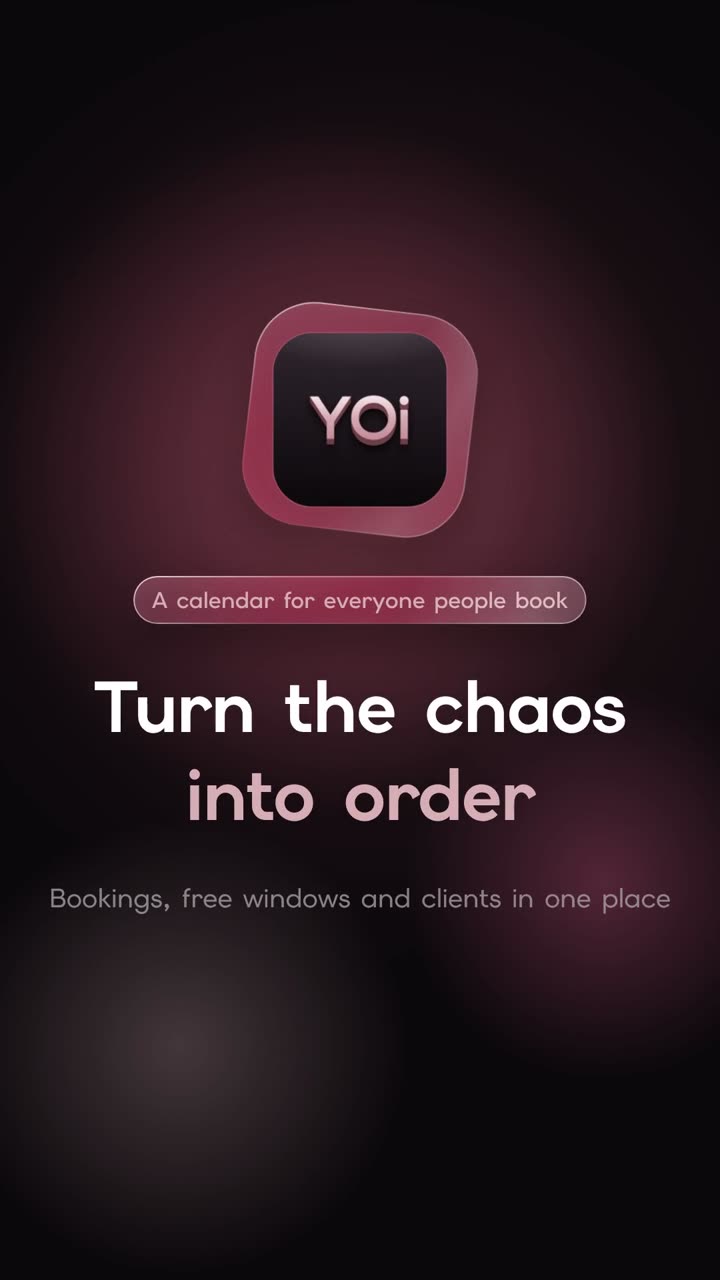 YOi
A calendar for everyone people book
Turn the chaos
into order
Bookings, free windows and clients in one place